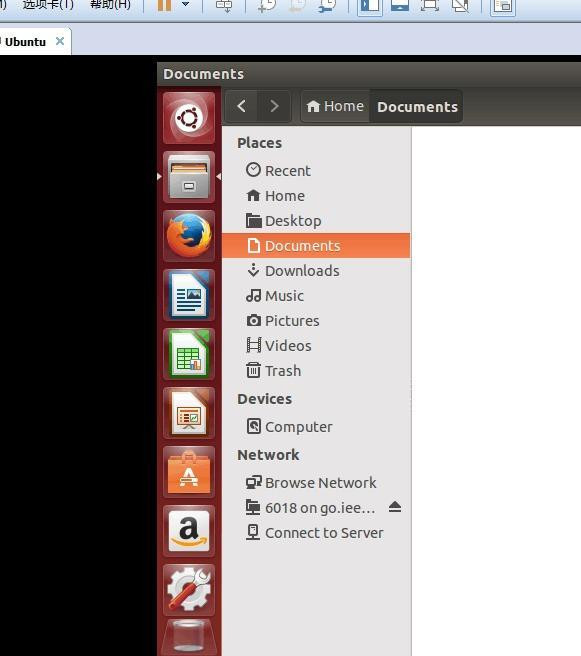 选项卡(T) 帮助(H)
Ubuntu
Documents
Home Documents
Places
Recent
Home
Desktop
Documents
Downloads
Music
Pictures
Videos
Trash
Devices
Computer
Network
Browse Network
6018 on go.iee...
Connect to Server